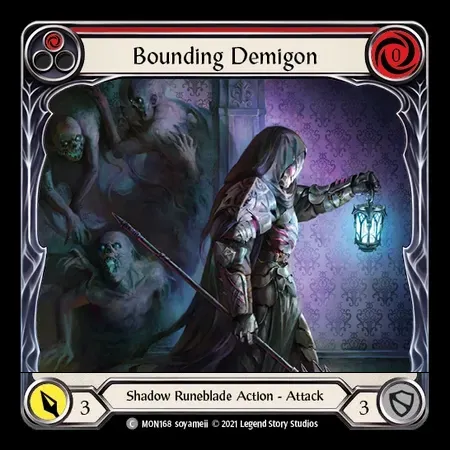 Bounding Demigon
0
3
Shadow Runeblade Action - Attack
3
C MON168 soyameii © 2021 Legend Story Studios